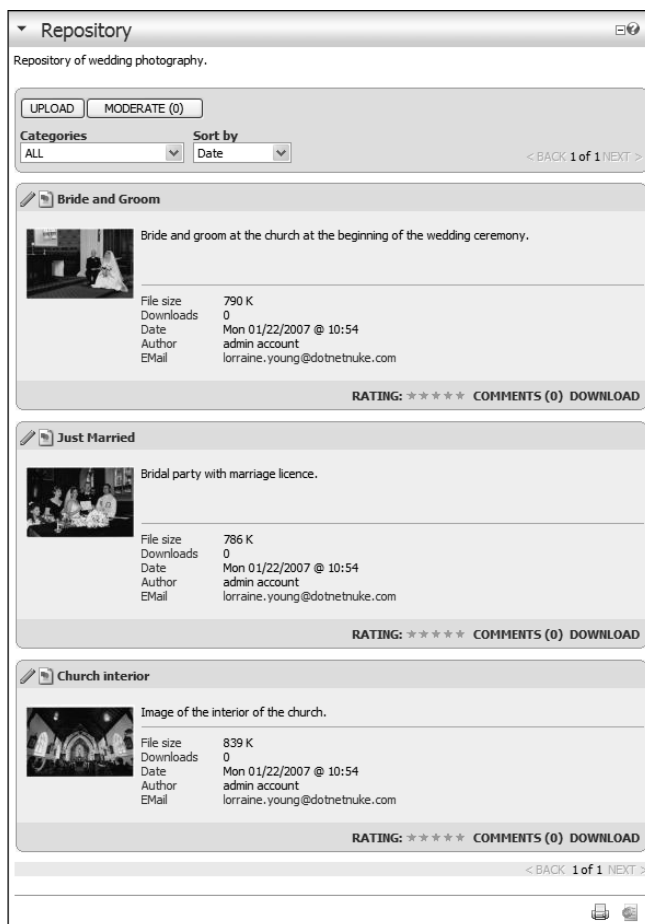 Repository
Repository of wedding photography.
UPLOAD MODERATE (0)
Categories Sort by
ALL Date < BACK 1 of 1 NEXT >
Bride and Groom
Bride and groom at the church at the beginning of the wedding ceremony.
File size 790 K
Downloads 0
Date Mon 01/22/2007 @ 10:54
Author admin account
EMail lorraine.young@dotnetnuke.com
RATING: COMMENTS (0) DOWNLOAD
Just Married
Bridal party with marriage licence.
File size 786 K
Downloads 0
Date Mon 01/22/2007 @ 10:54
Author admin account
EMail lorraine.young@dotnetnuke.com
RATING: COMMENTS (0) DOWNLOAD
Church interior
Image of the interior of the church.
File size 839 K
Downloads 0
Date Mon 01/22/2007 @ 10:54
Author admin account
EMail lorraine.young@dotnetnuke.com
RATING: COMMENTS (0) DOWNLOAD
< BACK 1 of 1 NEXT >